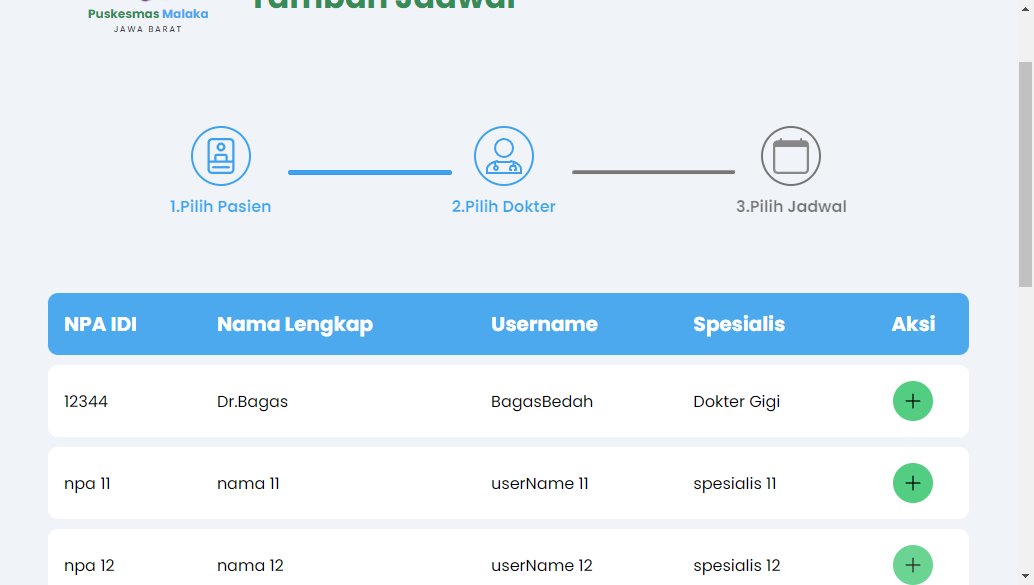 Tambah Jadwal
Puskesmas Malaka
JAWA BARAT
1.Pilih Pasien
2.Pilih Dokter
3.Pilih Jadwal
NPA IDI Nama Lengkap Username Spesialis Aksi
12344 Dr.Bagas BagasBedah Dokter Gigi +
npa 11 nama 11 userName 11 spesialis 11 +
npa 12 nama 12 userName 12 spesialis 12 +